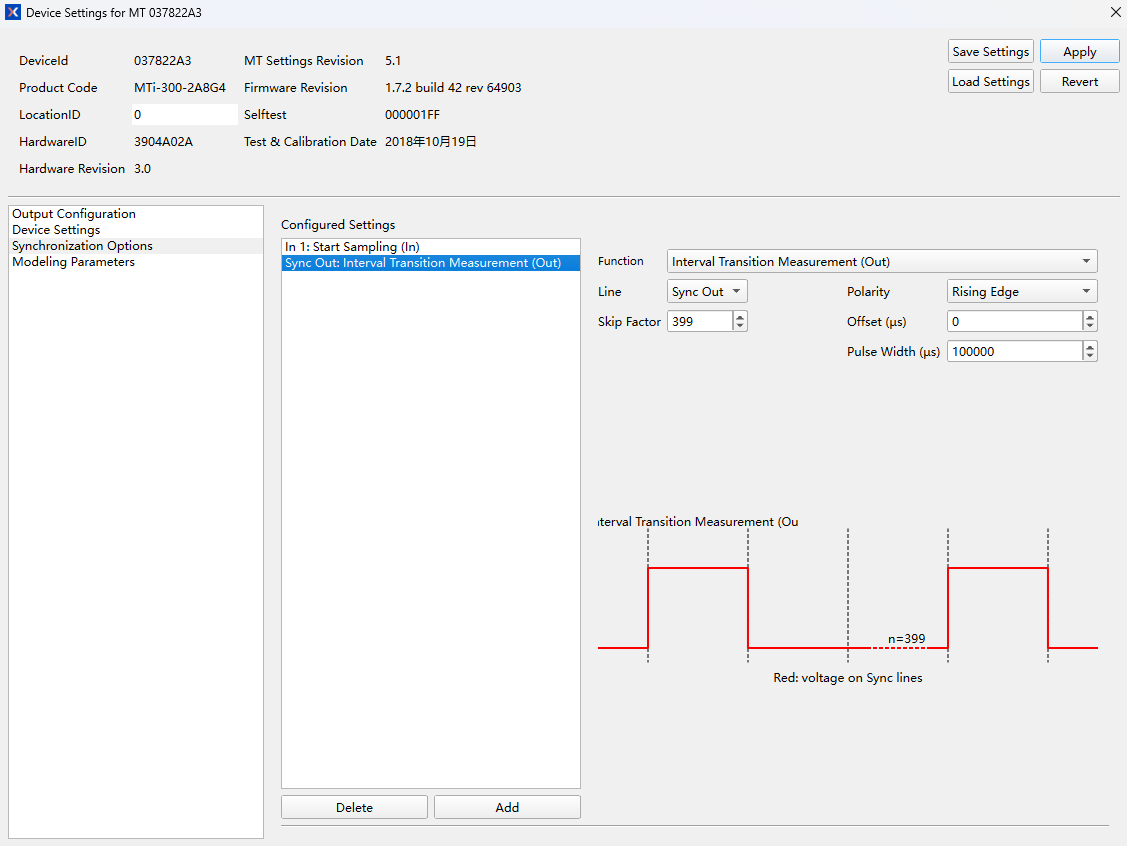 Device Settings for MT 037822A3
DeviceId 037822A3 MT Settings Revision 5.1
Product Code MTi-300-2A8G4 Firmware Revision 1.7.2 build 42 rev 64903
LocationID 0 Selftest 000001FF
HardwareID 3904A02A Test & Calibration Date 2018年10月19日
Hardware Revision 3.0
Save Settings Apply
Load Settings Revert
Output Configuration
Device Settings
Synchronization Options
Modeling Parameters
Configured Settings
In 1: Start Sampling (In)
Sync Out: Interval Transition Measurement (Out)
Delete Add
Function Interval Transition Measurement (Out)
Line Sync Out Polarity Rising Edge
Skip Factor 399 Offset (µs) 0
Pulse Width (µs) 100000
nterval Transition Measurement (Ou
n=399
Red: voltage on Sync lines